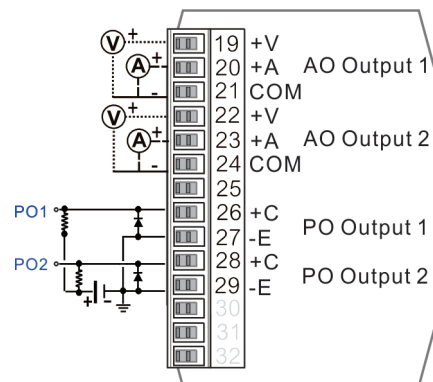 V + 19 +V
A + 20 +A AO Output 1
- 21 COM
V + 22 +V
A + 23 +A AO Output 2
- 24 COM
25
PO1 26 +C
27 -E PO Output 1
PO2 28 +C
+ - 29 -E PO Output 2
30
31
32